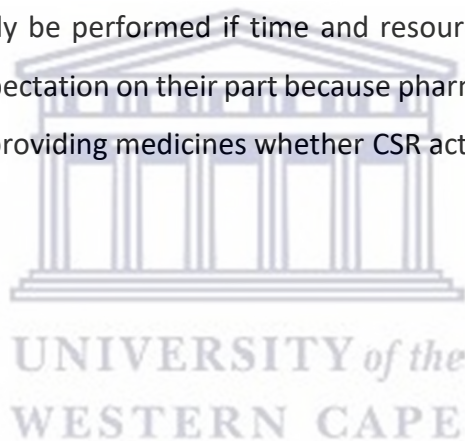 ly be performed if time and resour
pectation on their part because pharm
providing medicines whether CSR act
UNIVERSITY of the
WESTERN CAPE